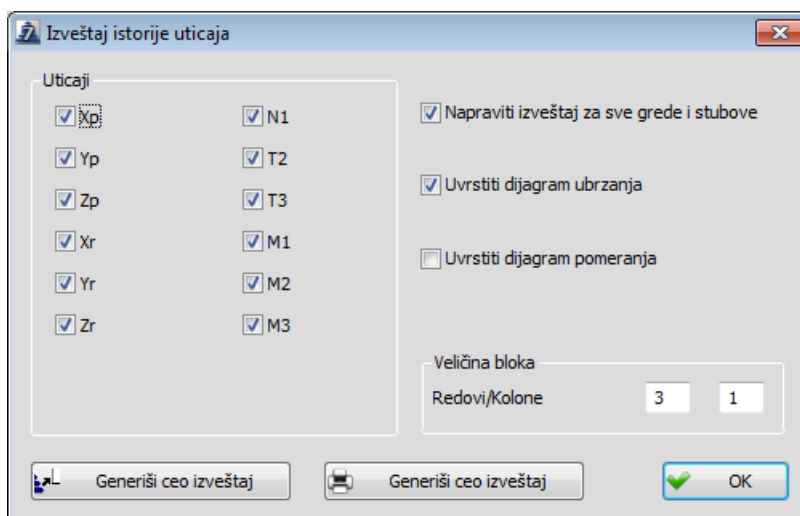 Izveštaj istorije uticaja
Uticaji
Xp
N1
Yp
T2
Zp
T3
Xr
M1
Yr
M2
Zr
M3
Napraviti izveštaj za sve grede i stubove
Uvrstiti dijagram ubrzanja
Uvrstiti dijagram pomeranja
Veličina bloka
Redovi/Kolone 3 1
Generiši ceo izveštaj
Generiši ceo izveštaj
OK